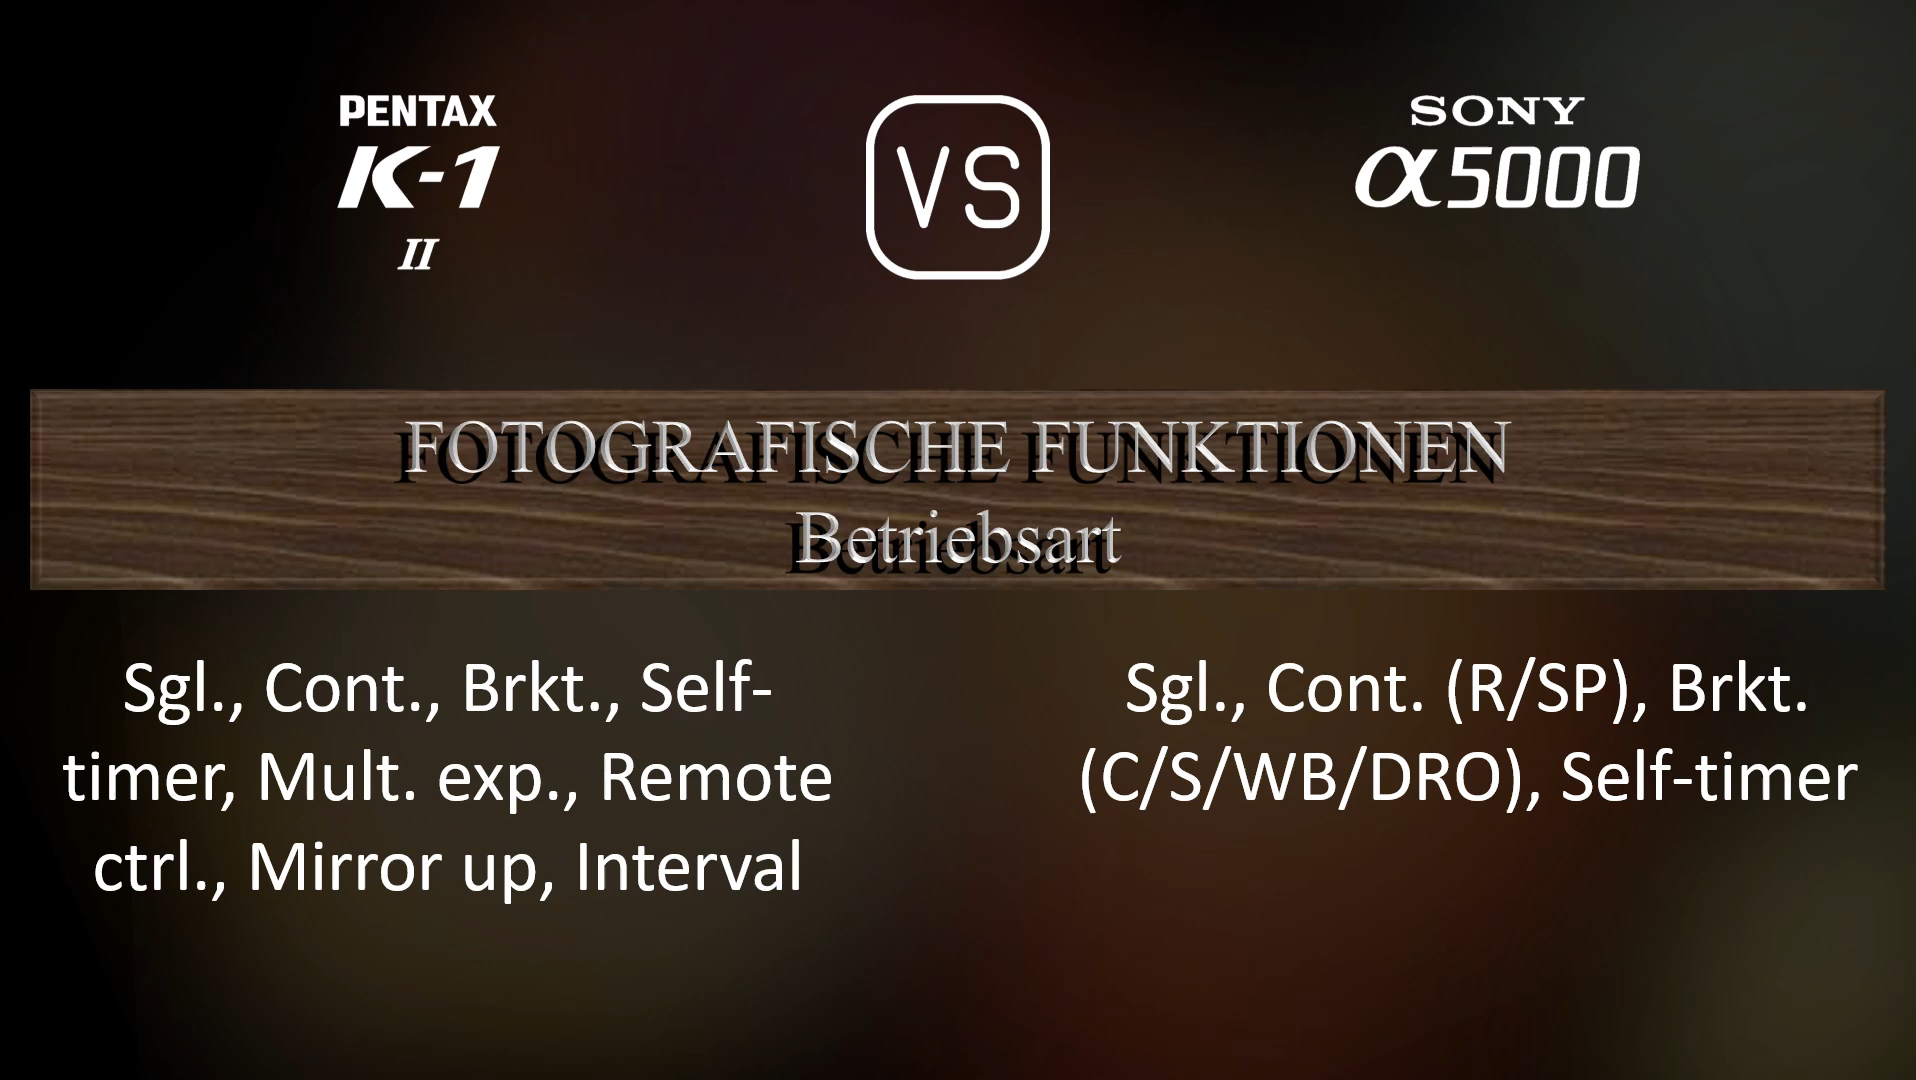 PENTAX
K-1
II
VS
SONY
α5000
FOTOGRAFISCHE FUNKTIONEN
Betriebsart
Sgl., Cont., Brkt., Self-
timer, Mult. exp., Remote
ctrl., Mirror up, Interval
Sgl., Cont. (R/SP), Brkt.
(C/S/WB/DRO), Self-timer